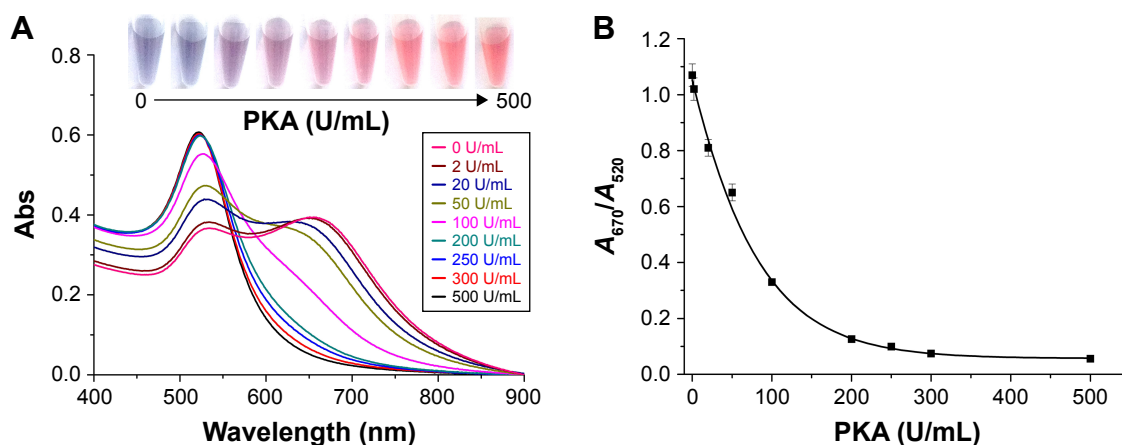 A
0.8
0.6
0.4
0.2
0.0
Abs
400 500 600 700 800 900
Wavelength (nm)
0 500
PKA (U/mL)
0 U/mL
2 U/mL
20 U/mL
50 U/mL
100 U/mL
200 U/mL
250 U/mL
300 U/mL
500 U/mL
B
1.2
1.0
0.8
0.6
0.4
0.2
0.0
A670/A520
0 100 200 300 400 500
PKA (U/mL)